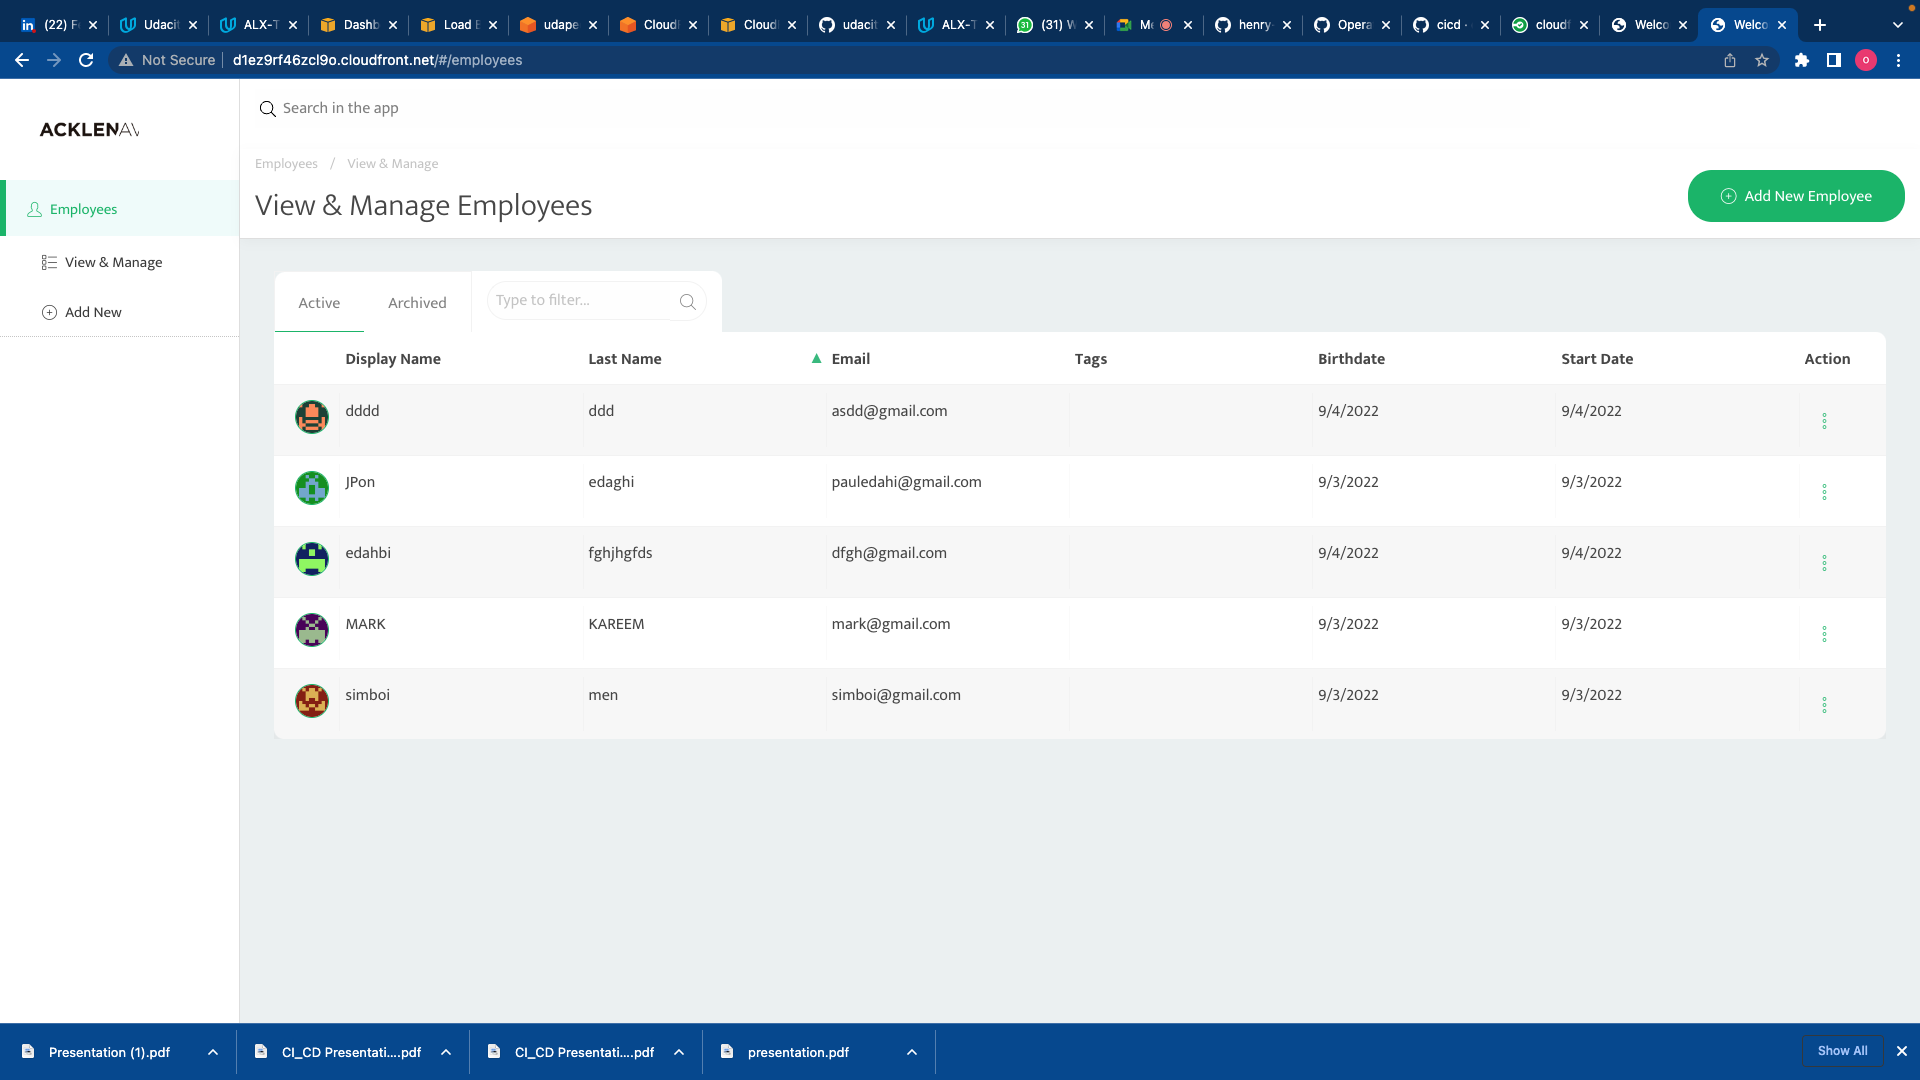 (22) F
Udacit
ALX-T
Dashb
Load E
udape
Cloud
Cloud
udacit
ALX-T
(31) W
Me
henry
Opera
cicd ·
cloudf
Welco
Welco
Not Secure
d1ez9rf46zcl9o.cloudfront.net/#/employees
ACKLENAV
Search in the app
Employees / View & Manage
View & Manage Employees
Add New Employee
Employees
View & Manage
Add New
Active
Archived
Type to filter...
Display Name Last Name ▲ Email Tags Birthdate Start Date Action
dddd ddd asdd@gmail.com 9/4/2022 9/4/2022
JPon edaghi pauledahi@gmail.com 9/3/2022 9/3/2022
edahbi fghjhgfds dfgh@gmail.com 9/4/2022 9/4/2022
MARK KAREEM mark@gmail.com 9/3/2022 9/3/2022
simboi men simboi@gmail.com 9/3/2022 9/3/2022
Presentation (1).pdf
CI_CD Presentati....pdf
CI_CD Presentati....pdf
presentation.pdf
Show All